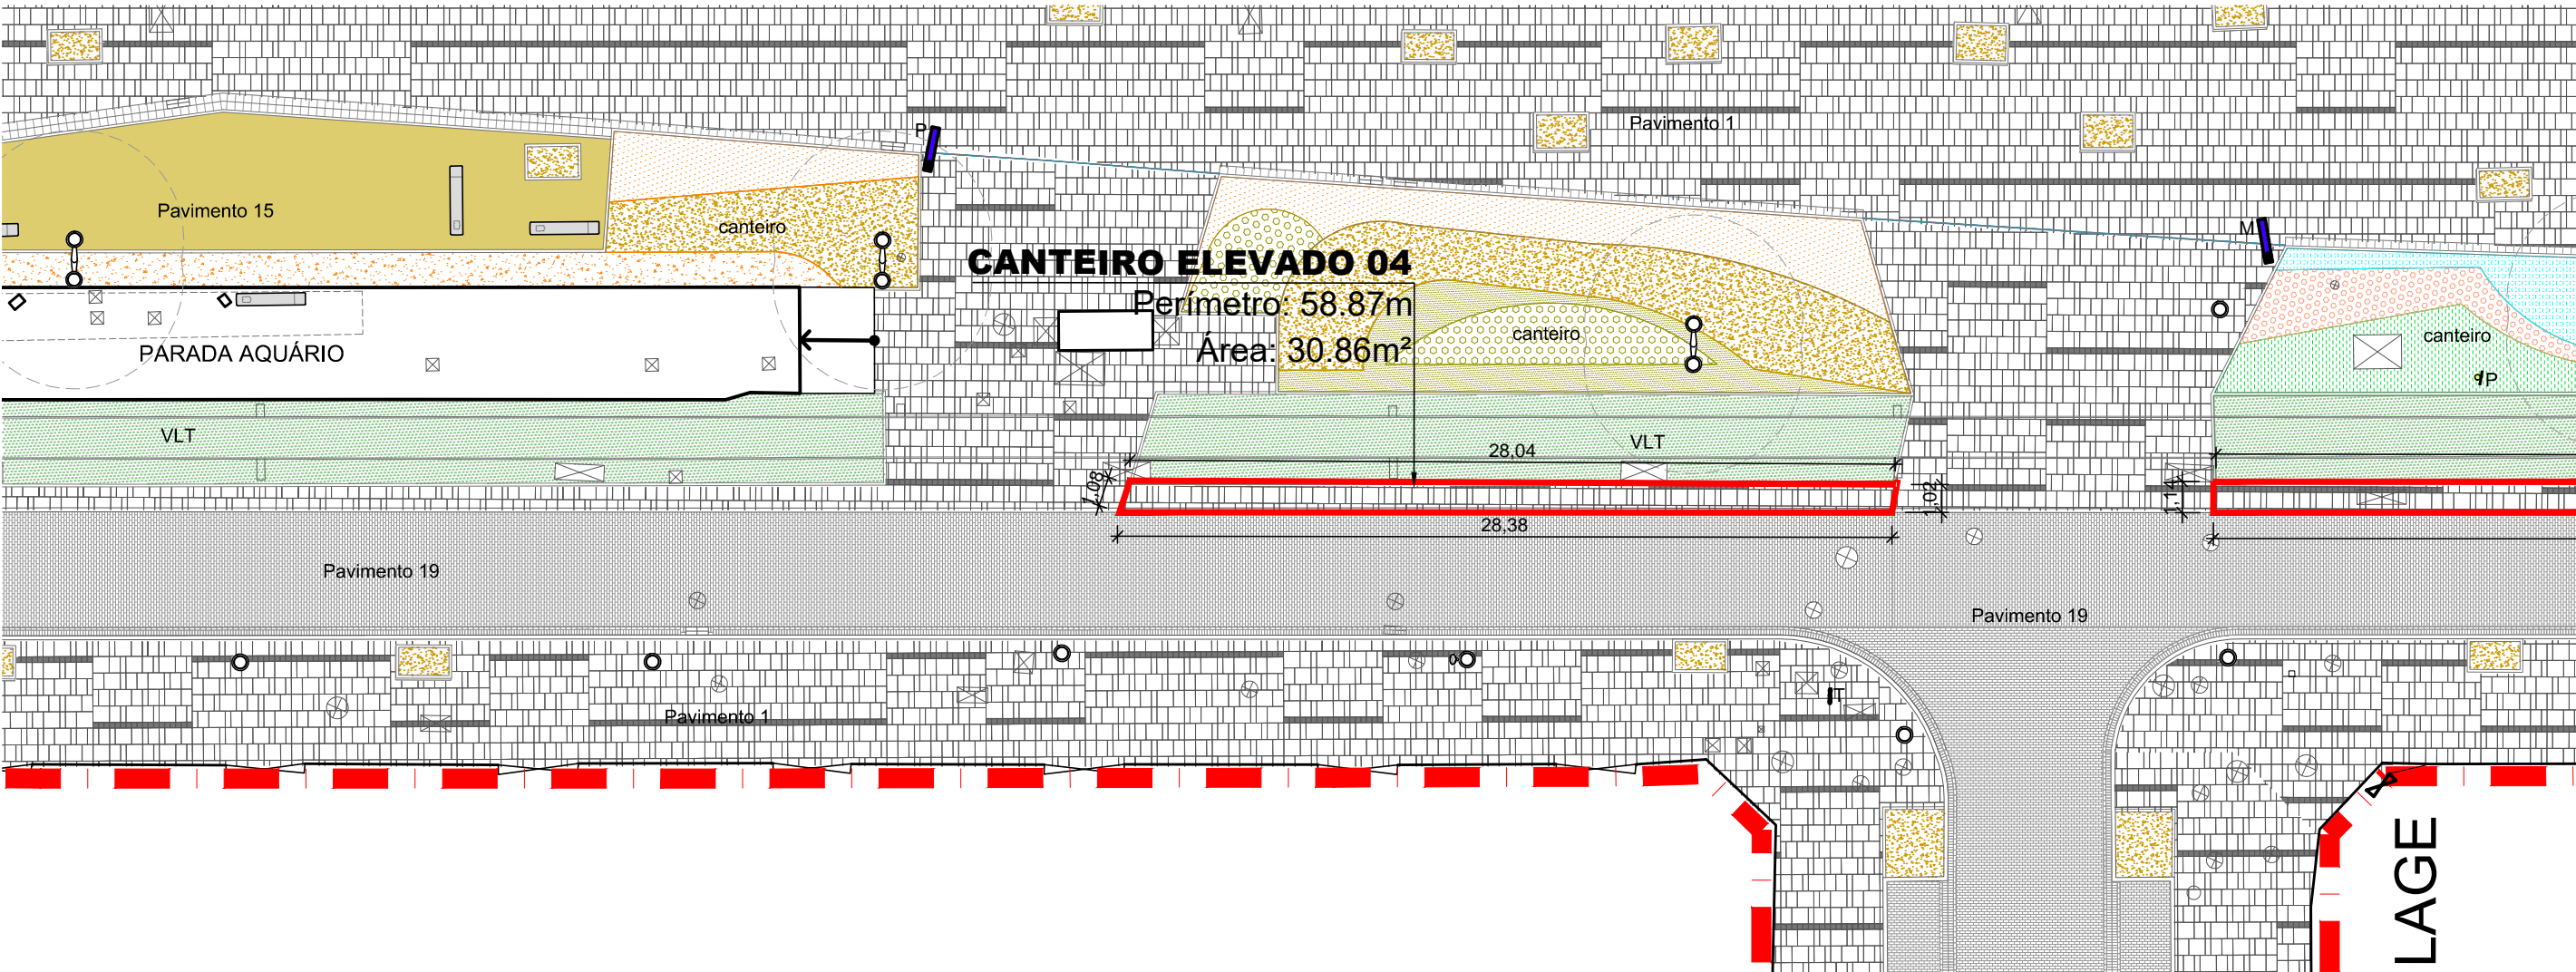 Pavimento 1
P
Pavimento 15
canteiro
M
CANTEIRO ELEVADO 04
Perímetro: 58.87m
Área: 30.86m²
canteiro
canteiro
PARADA AQUÁRIO
P
VLT
VLT
28,04
1,08
1,02
1,14
28,38
Pavimento 19
Pavimento 19
T
Pavimento 1
LAGE